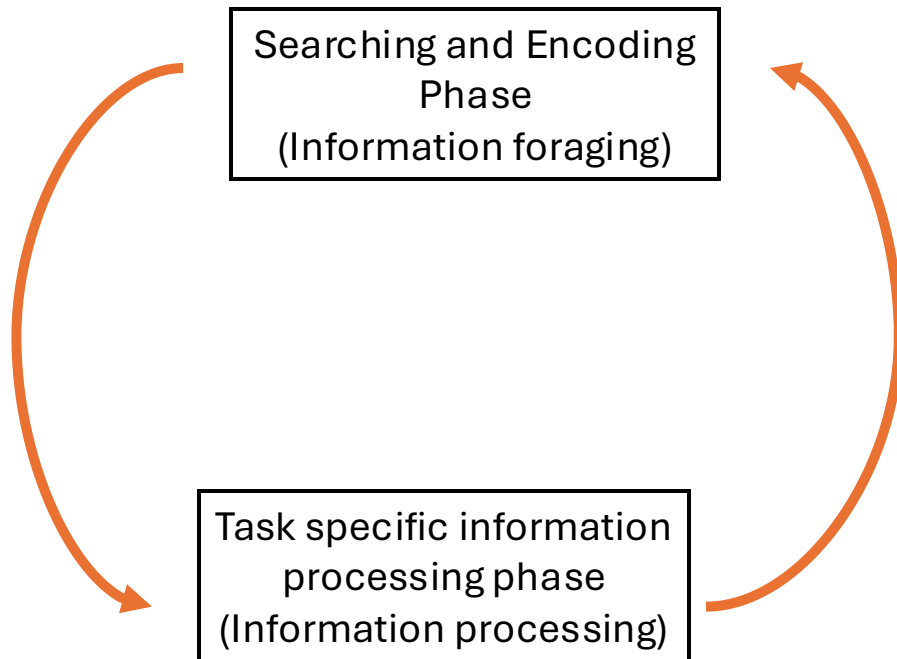 Searching and Encoding
Phase
(Information foraging)
Task specific information
processing phase
(Information processing)